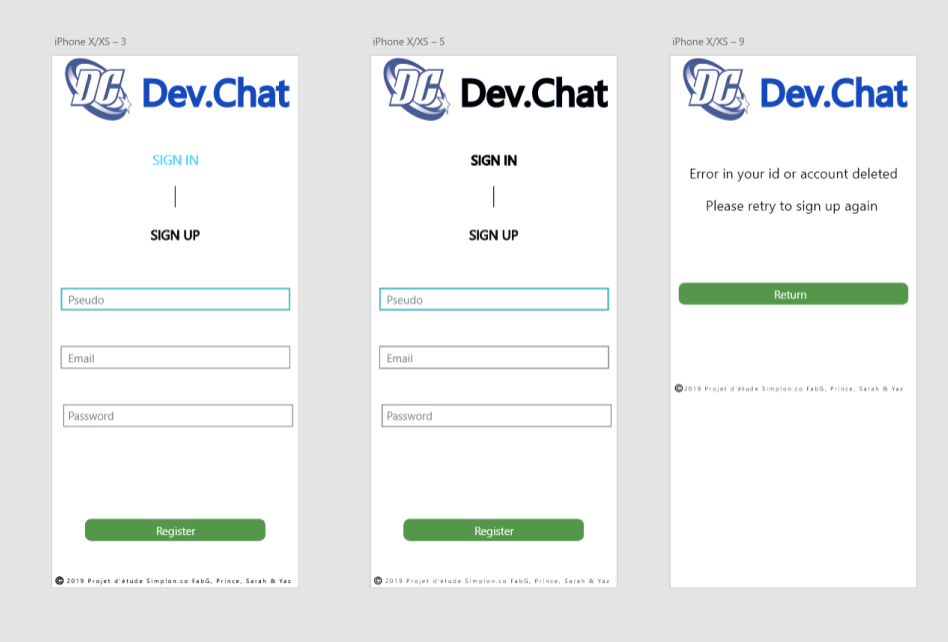 iPhone X/XS – 3
DC
Dev.Chat
SIGN IN
SIGN UP
Pseudo
Email
Password
Register
© 2019 Projet d'étude Simplon.co FabG, Prince, Sarah & Yaz
iPhone X/XS – 5
DC
Dev.Chat
SIGN IN
SIGN UP
Pseudo
Email
Password
Register
© 2019 Projet d'étude Simplon.co FabG, Prince, Sarah & Yaz
iPhone X/XS – 9
DC
Dev.Chat
Error in your id or account deleted
Please retry to sign up again
Return
© 2019 Projet d'étude Simplon.co FabG, Prince, Sarah & Yaz